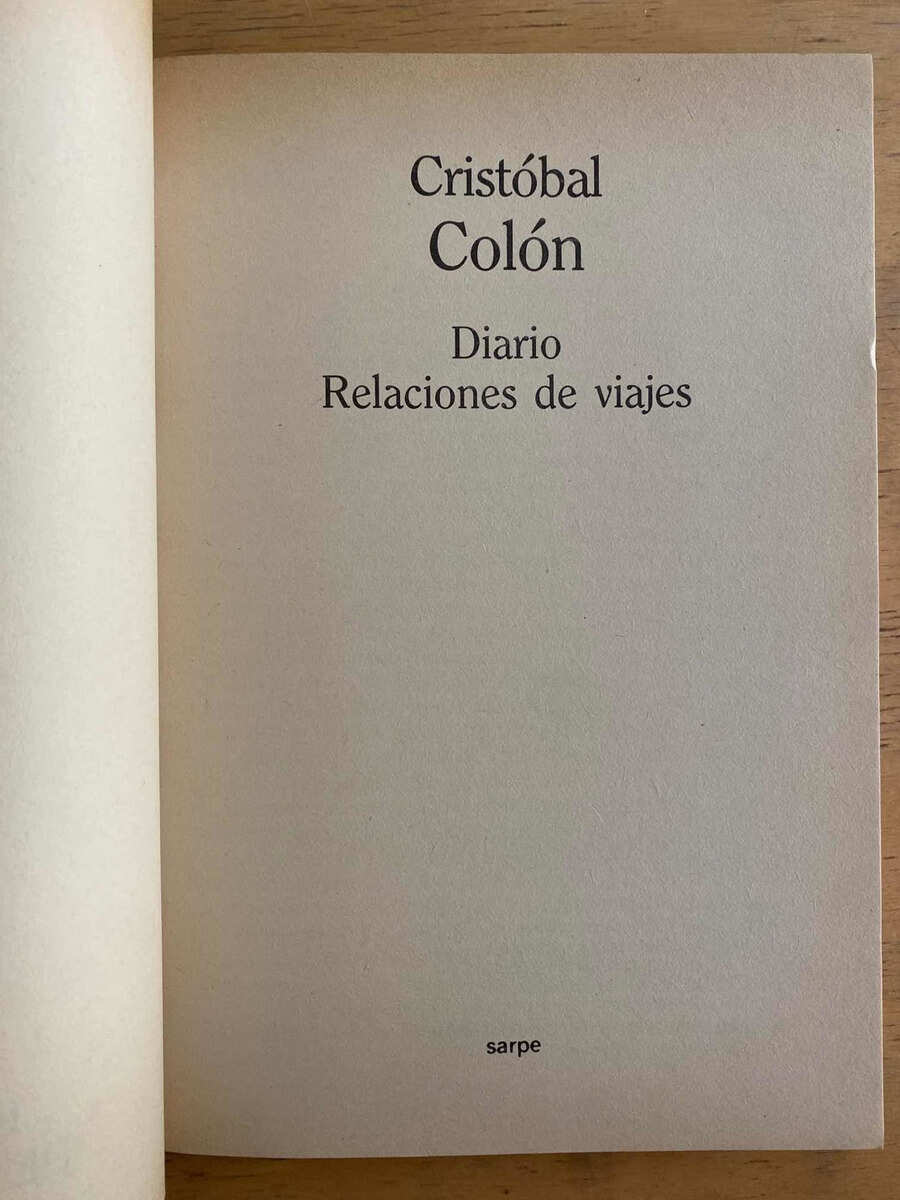 Cristóbal
Colón
Diario
Relaciones de viajes
sarpe